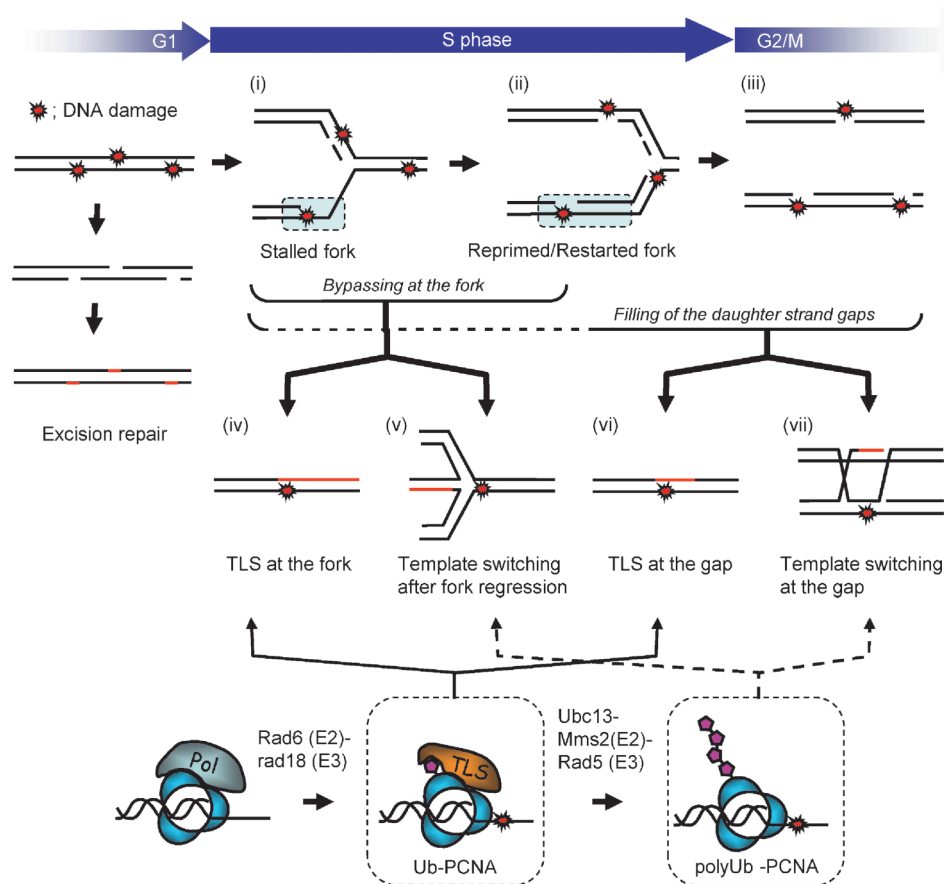 G1
S phase
G2/M
; DNA damage
(i)
(ii)
(iii)
Stalled fork
Reprimed/Restarted fork
Bypassing at the fork
Filling of the daughter strand gaps
Excision repair
(iv)
(v)
(vi)
(vii)
TLS at the fork
Template switching
after fork regression
TLS at the gap
Template switching
at the gap
Pol
Rad6 (E2)-
rad18 (E3)
TLS
Ub-PCNA
Ubc13-
Mms2(E2)-
Rad5 (E3)
polyUb -PCNA